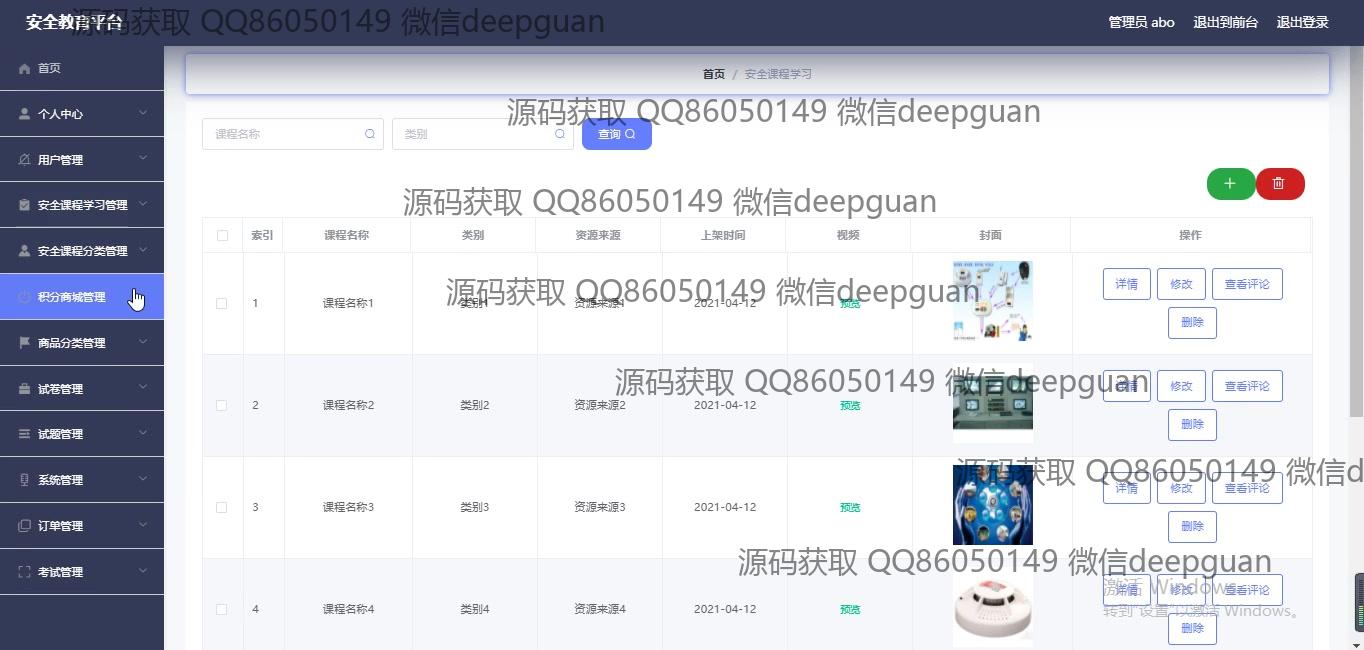 安全教育平台
源码获取 QQ86050149 微信deepguan
管理员 abo 退出到前台 退出登录
首页
个人中心
用户管理
安全课程学习管理
安全课程分类管理
积分商城管理
商品分类管理
试卷管理
试题管理
系统管理
订单管理
考试管理
首页 / 安全课程学习
源码获取 QQ86050149 微信deepguan
课程名称 类别 查询
源码获取 QQ86050149 微信deepguan
索引 课程名称 类别 资源来源 上架时间 视频 封面 操作
源码获取 QQ86050149 微信deepguan
1 课程名称1 类别1 资源来源1 2021-04-12 预览 详情 修改 查看评论
删除
源码获取 QQ86050149 微信deepguan
2 课程名称2 类别2 资源来源2 2021-04-12 预览 详情 修改 查看评论
删除
源码获取 QQ86050149 微信d
3 课程名称3 类别3 资源来源3 2021-04-12 预览 详情 修改 查看评论
删除
源码获取 QQ86050149 微信deepguan
4 课程名称4 类别4 资源来源4 2021-04-12 预览 详情 修改 查看评论
删除
激活 Windows
转到"设置"以激活 Windows。